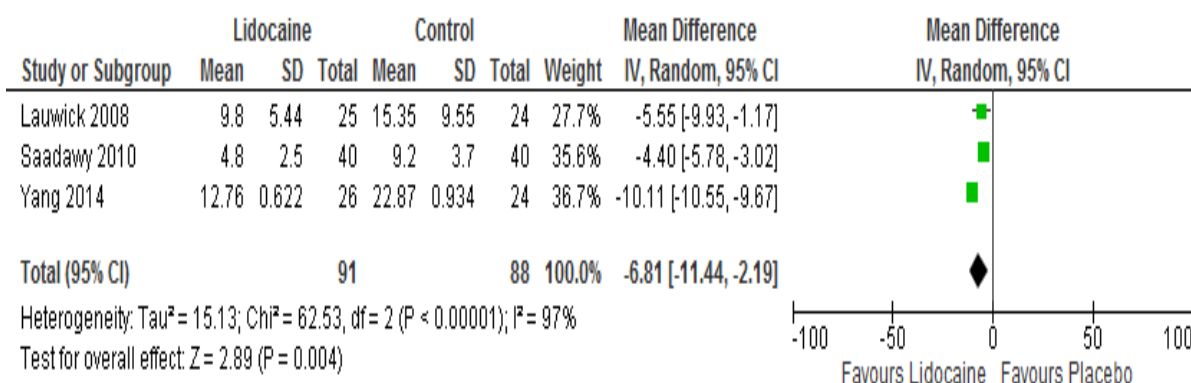 Lidocaine Control Mean Difference Mean Difference
Study or Subgroup Mean SD Total Mean SD Total Weight IV, Random, 95% CI IV, Random, 95% CI
Lauwick 2008 9.8 5.44 25 15.35 9.55 24 27.7% -5.55 [-9.93, -1.17]
Saadawy 2010 4.8 2.5 40 9.2 3.7 40 35.6% -4.40 [-5.78, -3.02]
Yang 2014 12.76 0.622 26 22.87 0.934 24 36.7% -10.11 [-10.55, -9.67]
Total (95% CI) 91 88 100.0% -6.81 [-11.44, -2.19]
Heterogeneity: Tau² = 15.13; Chi² = 62.53, df = 2 (P < 0.00001); I² = 97%
Test for overall effect: Z = 2.89 (P = 0.004)
-100 -50 0 50 100
Favours Lidocaine Favours Placebo